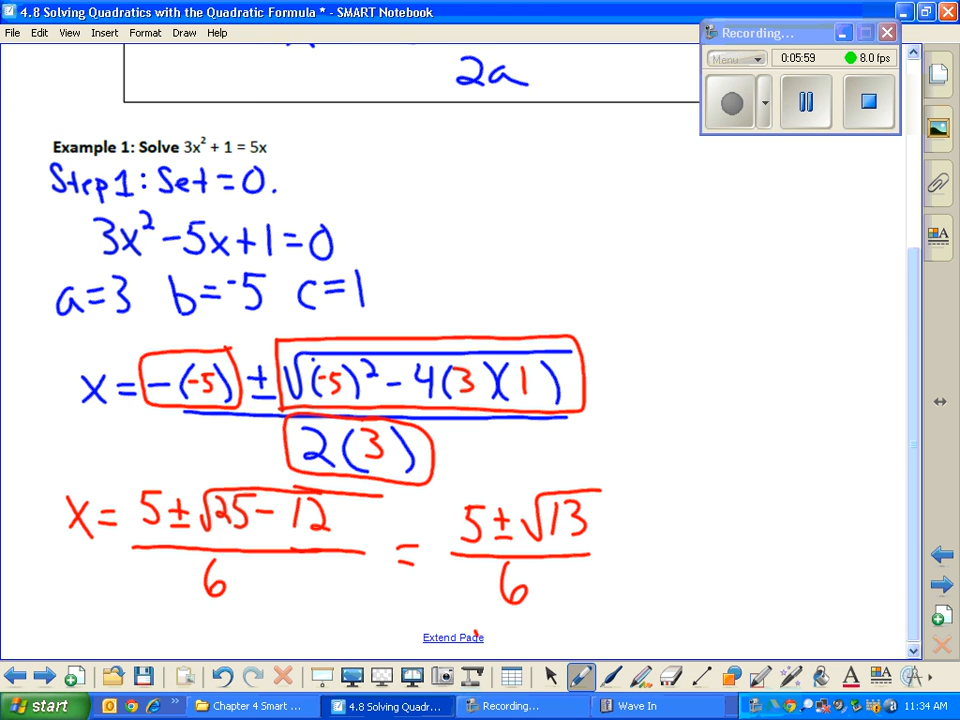 4.8 Solving Quadratics with the Quadratic Formula * - SMART Notebook
File Edit View Insert Format Draw Help
Recording...
Menu 00:05:59 8.0 fps
2a
Example 1: Solve 3x² + 1 = 5x
Step 1: Set = 0.
3x² - 5x + 1 = 0
a = 3 b = -5 c = 1
x = -(-5) ± √(-5)² - 4(3)(1)
2(3)
x = 5 ± √25 - 12 = 5 ± √13
6 6
Extend Page
start Chapter 4 Smart ... 4.8 Solving Quadr... Recording... Wave In 11:34 AM